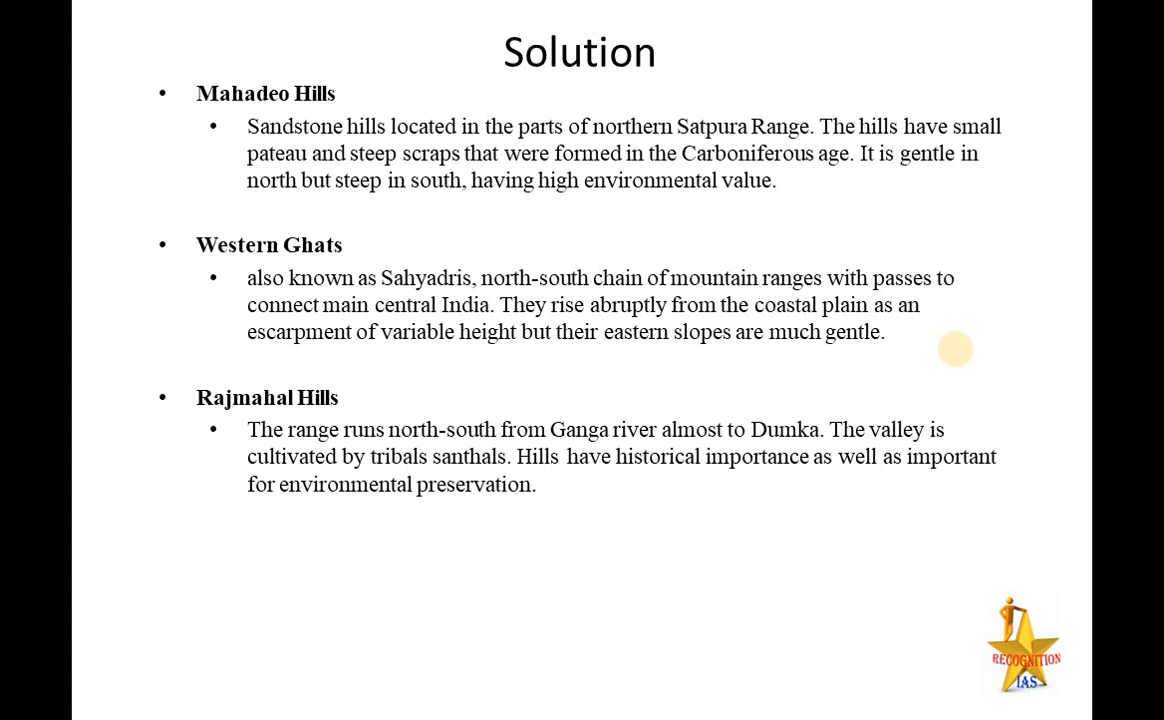 Solution
• Mahadeo Hills
• Sandstone hills located in the parts of northern Satpura Range. The hills have small
pateau and steep scraps that were formed in the Carboniferous age. It is gentle in
north but steep in south, having high environmental value.
• Western Ghats
• also known as Sahyadris, north-south chain of mountain ranges with passes to
connect main central India. They rise abruptly from the coastal plain as an
escarpment of variable height but their eastern slopes are much gentle.
• Rajmahal Hills
• The range runs north-south from Ganga river almost to Dumka. The valley is
cultivated by tribals santhals. Hills have historical importance as well as important
for environmental preservation.
RECOGNITION
IAS